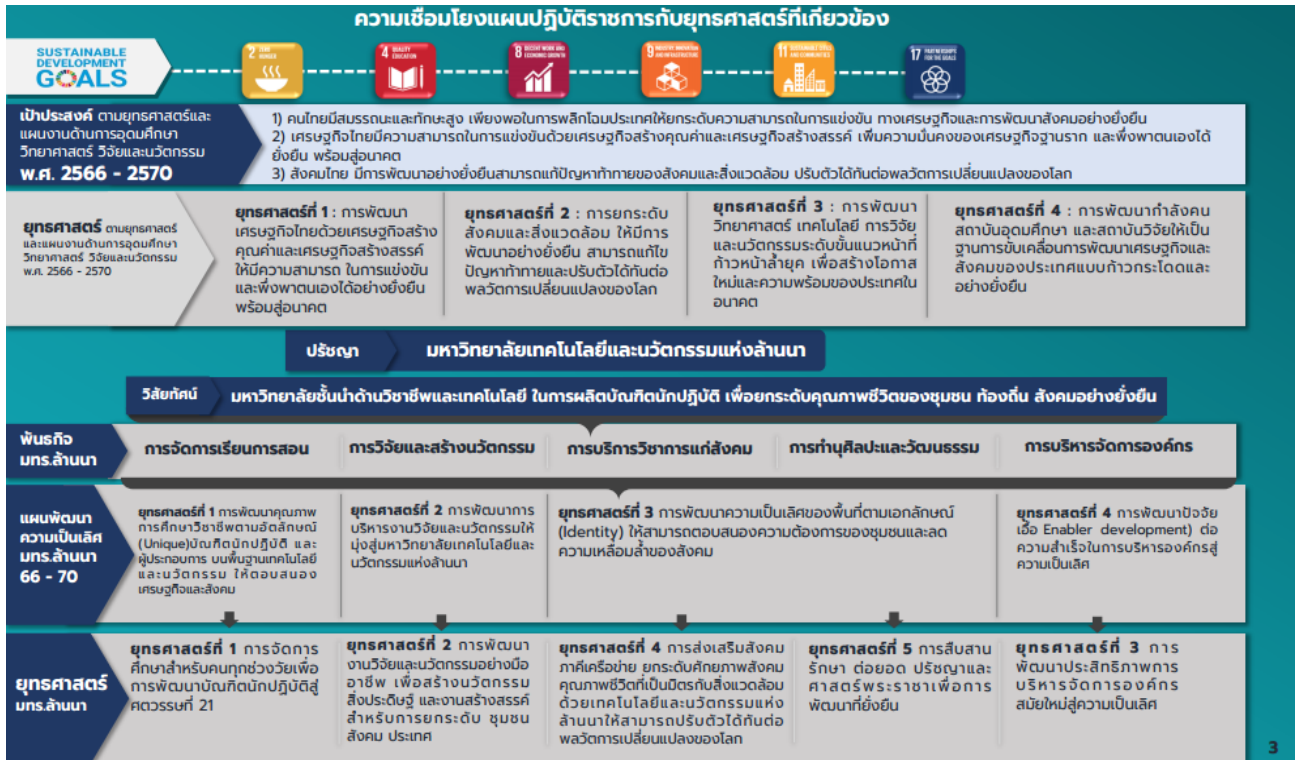 ความเชื่อมโยงแผนปฏิบัติราชการกับยุทธศาสตร์ที่เกี่ยวข้อง
SUSTAINABLE
DEVELOPMENT
GOALS
2 ZERO
HUNGER
4 QUALITY
EDUCATION
8 DECENT WORK AND
ECONOMIC GROWTH
9 INDUSTRY, INNOVATION
AND INFRASTRUCTURE
11 SUSTAINABLE CITIES
AND COMMUNITIES
17 PARTNERSHIPS
FOR THE GOALS
เป้าประสงค์ ตามยุทธศาสตร์และ
แผนงานด้านการอุดมศึกษา
วิทยาศาสตร์ วิจัยและนวัตกรรม
พ.ศ. 2566 - 2570
1) คนไทยมีสมรรถนะและทักษะสูง เพียงพอในการพลิกโฉมประเทศให้ยกระดับความสามารถในการแข่งขัน ทางเศรษฐกิจและการพัฒนาสังคมอย่างยั่งยืน
2) เศรษฐกิจไทยมีความสามารถในการแข่งขันด้วยเศรษฐกิจสร้างคุณค่าและเศรษฐกิจสร้างสรรค์ เพิ่มความมั่นคงของเศรษฐกิจฐานราก และพึ่งพาตนเองได้
ยั่งยืน พร้อมสู่อนาคต
3) สังคมไทย มีการพัฒนาอย่างยั่งยืนสามารถแก้ปัญหาท้าทายของสังคมและสิ่งแวดล้อม ปรับตัวได้ทันต่อพลวัตการเปลี่ยนแปลงของโลก
ยุทธศาสตร์ ตามยุทธศาสตร์
และแผนงานด้านการอุดมศึกษา
วิทยาศาสตร์ วิจัยและนวัตกรรม
พ.ศ. 2566 - 2570
ยุทธศาสตร์ที่ 1 : การพัฒนา
เศรษฐกิจไทยด้วยเศรษฐกิจสร้าง
คุณค่าและเศรษฐกิจสร้างสรรค์
ให้มีความสามารถ ในการแข่งขัน
และพึ่งพาตนเองได้อย่างยั่งยืน
พร้อมสู่อนาคต
ยุทธศาสตร์ที่ 2 : การยกระดับ
สังคมและสิ่งแวดล้อม ให้มีการ
พัฒนาอย่างยั่งยืน สามารถแก้ไข
ปัญหาท้าทายและปรับตัวได้ทันต่อ
พลวัตการเปลี่ยนแปลงของโลก
ยุทธศาสตร์ที่ 3 : การพัฒนา
วิทยาศาสตร์ เทคโนโลยี การวิจัย
และนวัตกรรมระดับขั้นแนวหน้าที่
ก้าวหน้าล้ำยุค เพื่อสร้างโอกาส
ใหม่และความพร้อมของประเทศใน
อนาคต
ยุทธศาสตร์ที่ 4 : การพัฒนากำลังคน
สถาบันอุดมศึกษา และสถาบันวิจัยให้เป็น
ฐานการขับเคลื่อนการพัฒนาเศรษฐกิจและ
สังคมของประเทศแบบก้าวกระโดดและ
อย่างยั่งยืน
ปรัชญา มหาวิทยาลัยเทคโนโลยีและนวัตกรรมแห่งล้านนา
วิสัยทัศน์ มหาวิทยาลัยชั้นนำด้านวิชาชีพและเทคโนโลยี ในการผลิตบัณฑิตนักปฏิบัติ เพื่อยกระดับคุณภาพชีวิตของชุมชน ท้องถิ่น สังคมอย่างยั่งยืน
พันธกิจ
มทร.ล้านนา
การจัดการเรียนการสอน
การวิจัยและสร้างนวัตกรรม
การบริการวิชาการแก่สังคม
การทำนุศิลปะและวัฒนธรรม
การบริหารจัดการองค์กร
แผนพัฒนา
ความเป็นเลิศ
มทร.ล้านนา
66 - 70
ยุทธศาสตร์ที่ 1 การพัฒนาคุณภาพ
การศึกษาวิชาชีพตามอัตลักษณ์
(Unique)บัณฑิตนักปฏิบัติ และ
ผู้ประกอบการ บนพื้นฐานเทคโนโลยี
และนวัตกรรม ให้ตอบสนอง
เศรษฐกิจและสังคม
ยุทธศาสตร์ที่ 2 การพัฒนาการ
บริหารงานวิจัยและนวัตกรรมให้
มุ่งสู่มหาวิทยาลัยเทคโนโลยีและ
นวัตกรรมแห่งล้านนา
ยุทธศาสตร์ที่ 3 การพัฒนาความเป็นเลิศของพื้นที่ตามเอกลักษณ์
(Identity) ให้สามารถตอบสนองความต้องการของชุมชนและลด
ความเหลื่อมล้ำของสังคม
ยุทธศาสตร์ที่ 4 การพัฒนาปัจจัย
เอื้อ Enabler development) ต่อ
ความสำเร็จในการบริหารองค์กรสู่
ความเป็นเลิศ
ยุทธศาสตร์
มทร.ล้านนา
ยุทธศาสตร์ที่ 1 การจัดการ
ศึกษาสำหรับคนทุกช่วงวัยเพื่อ
การพัฒนาบัณฑิตนักปฏิบัติสู่
ศตวรรษที่ 21
ยุทธศาสตร์ที่ 2 การพัฒนา
งานวิจัยและนวัตกรรมอย่างมือ
อาชีพ เพื่อสร้างนวัตกรรม
สิ่งประดิษฐ์ และงานสร้างสรรค์
สำหรับการยกระดับ ชุมชน
สังคม ประเทศ
ยุทธศาสตร์ที่ 4 การส่งเสริมสังคม
ภาคีเครือข่าย ยกระดับศักยภาพสังคม
คุณภาพชีวิตที่เป็นมิตรกับสิ่งแวดล้อม
ด้วยเทคโนโลยีและนวัตกรรมแห่ง
ล้านนาให้สามารถปรับตัวได้ทันต่อ
พลวัตการเปลี่ยนแปลงของโลก
ยุทธศาสตร์ที่ 5 การสืบสาน
รักษา ต่อยอด ปรัชญาและ
ศาสตร์พระราชาเพื่อการ
พัฒนาที่ยั่งยืน
ยุทธศาสตร์ที่ 3 การ
พัฒนาประสิทธิภาพการ
บริหารจัดการองค์กร
สมัยใหม่สู่ความเป็นเลิศ
3